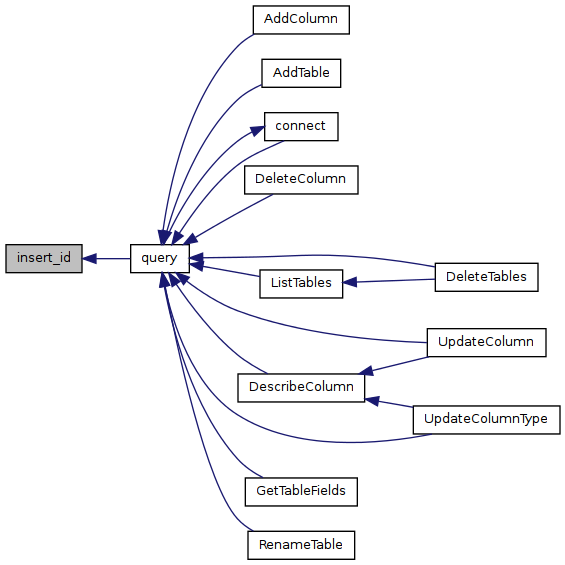 AddColumn
AddTable
connect
DeleteColumn
insert_id
query
DeleteTables
ListTables
UpdateColumn
DescribeColumn
UpdateColumnType
GetTableFields
RenameTable